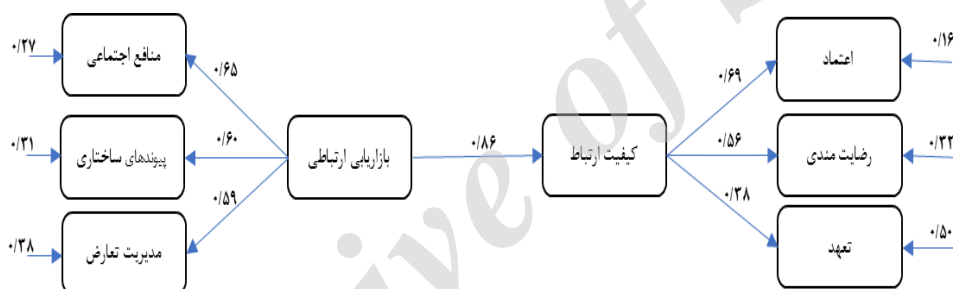 ۰/۲۷
منافع اجتماعی
۰/۶۵
۰/۳۱
پیوندهای ساختاری
۰/۶۰
۰/۳۸
مدیریت تعارض
۰/۵۹
بازاریابی ارتباطی
۰/۸۶
کیفیت ارتباط
۰/۶۹
اعتماد
۰/۱۶
۰/۵۶
رضایت مندی
۰/۳۸
تعهد
۰/۵۰
ive of